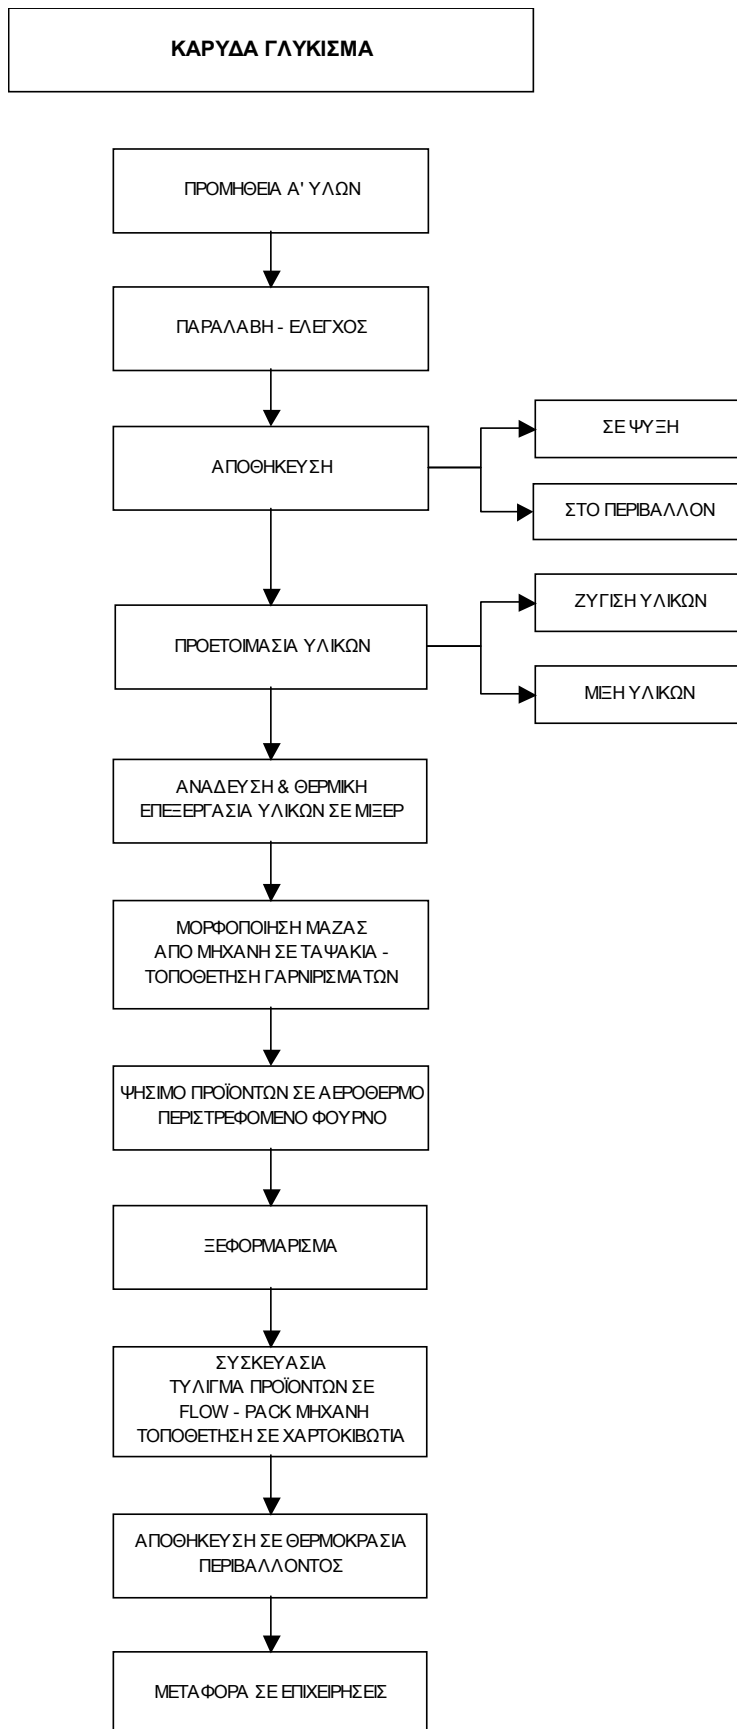 ΚΑΡΥΔΑ ΓΛΥΚΙΣΜΑ
ΠΡΟΜΗΘΕΙΑ Α' ΥΛΩΝ
ΠΑΡΑΛΑΒΗ - ΕΛΕΓΧΟΣ
ΑΠΟΘΗΚΕΥΣΗ
ΣΕ ΨΥΞΗ
ΣΤΟ ΠΕΡΙΒΑΛΛΟΝ
ΠΡΟΕΤΟΙΜΑΣΙΑ ΥΛΙΚΩΝ
ΖΥΓΙΣΗ ΥΛΙΚΩΝ
ΜΙΞΗ ΥΛΙΚΩΝ
ΑΝΑΔΕΥΣΗ & ΘΕΡΜΙΚΗ
ΕΠΕΞΕΡΓΑΣΙΑ ΥΛΙΚΩΝ ΣΕ ΜΙΞΕΡ
ΜΟΡΦΟΠΟΙΗΣΗ ΜΑΖΑΣ
ΑΠΟ ΜΗΧΑΝΗ ΣΕ ΤΑΨΑΚΙΑ -
ΤΟΠΟΘΕΤΗΣΗ ΓΑΡΝΙΡΙΣΜΑΤΩΝ
ΨΗΣΙΜΟ ΠΡΟΪΟΝΤΩΝ ΣΕ ΑΕΡΟΘΕΡΜΟ
ΠΕΡΙΣΤΡΕΦΟΜΕΝΟ ΦΟΥΡΝΟ
ΞΕΦΟΡΜΑΡΙΣΜΑ
ΣΥΣΚΕΥΑΣΙΑ
ΤΥΛΙΓΜΑ ΠΡΟΪΟΝΤΩΝ ΣΕ
FLOW - PACK ΜΗΧΑΝΗ
ΤΟΠΟΘΕΤΗΣΗ ΣΕ ΧΑΡΤΟΚΙΒΩΤΙΑ
ΑΠΟΘΗΚΕΥΣΗ ΣΕ ΘΕΡΜΟΚΡΑΣΙΑ
ΠΕΡΙΒΑΛΛΟΝΤΟΣ
ΜΕΤΑΦΟΡΑ ΣΕ ΕΠΙΧΕΙΡΗΣΕΙΣ